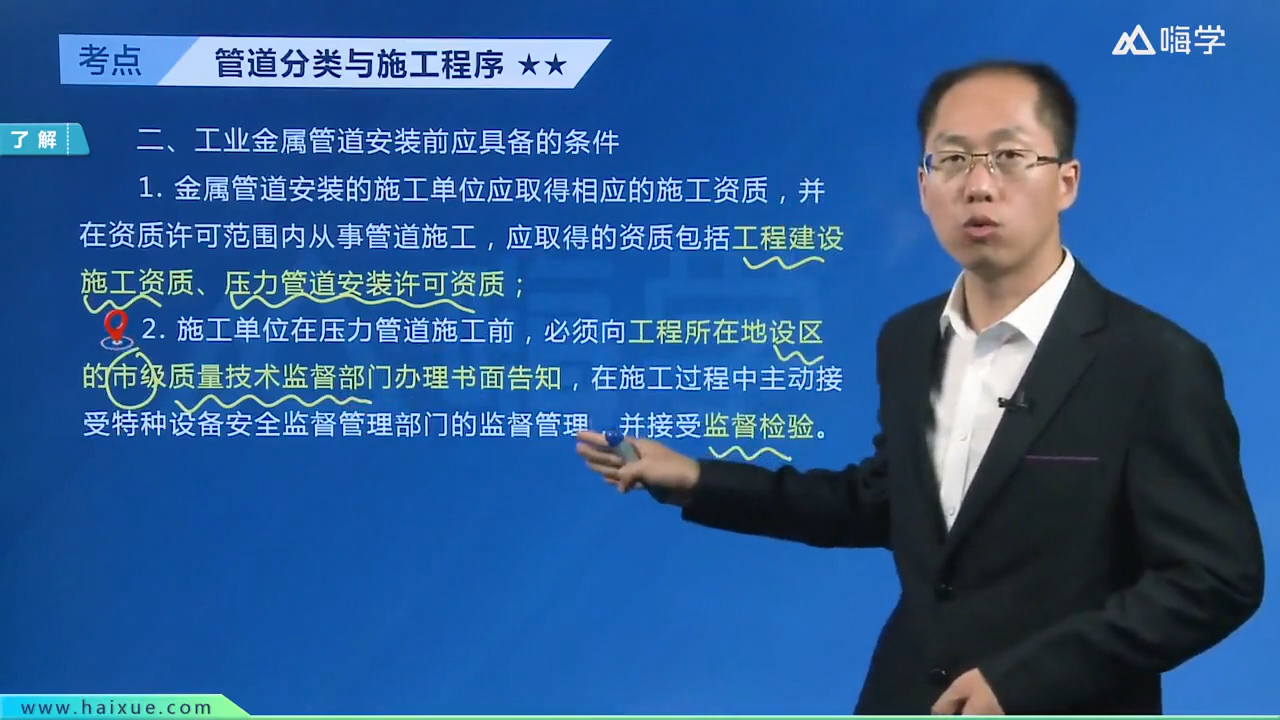 考点 管道分类与施工程序 ★★
嗨学
了解
二、工业金属管道安装前应具备的条件
1. 金属管道安装的施工单位应取得相应的施工资质，并
在资质许可范围内从事管道施工，应取得的资质包括工程建设
施工资质、压力管道安装许可资质；
2. 施工单位在压力管道施工前，必须向工程所在地设区
的市级质量技术监督部门办理书面告知，在施工过程中主动接
受特种设备安全监督管理部门的监督管理，并接受监督检验。
www.haixue.com